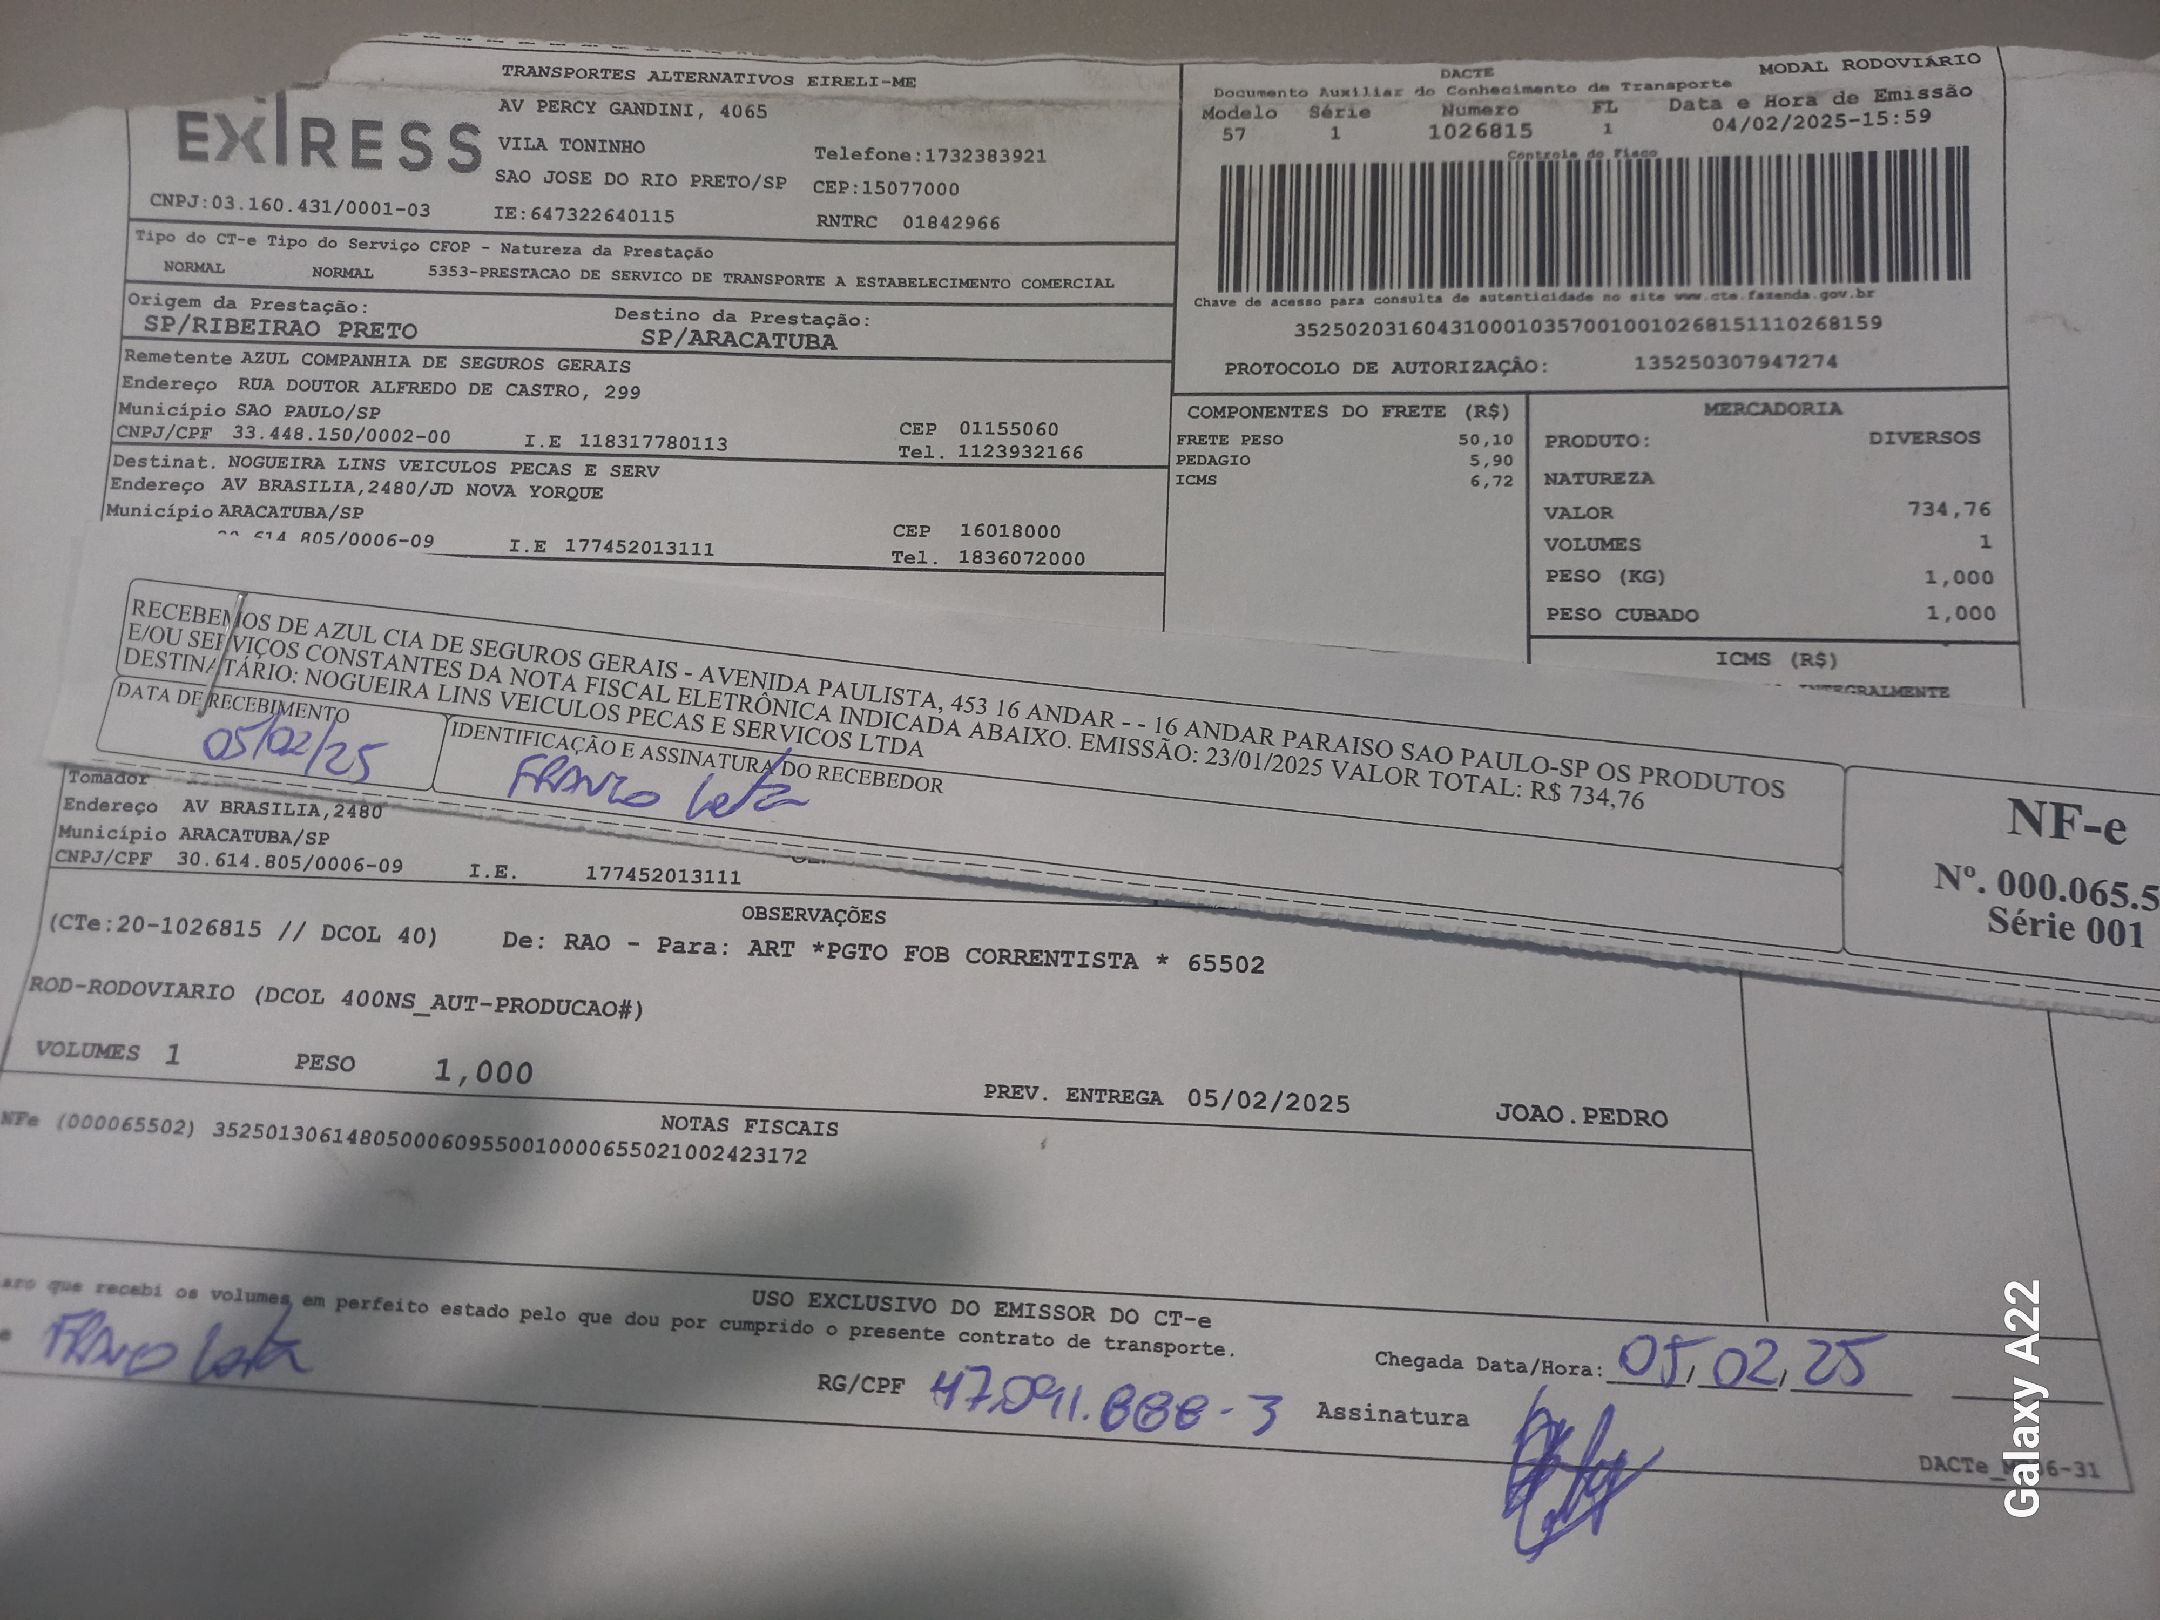 TRANSPORTES ALTERNATIVOS EIRELI-ME
EXPRESS
AV PERCY GANDINI, 4065
VILA TONINHO
Telefone:1732383921
SAO JOSE DO RIO PRETO/SP CEP:15077000
CNPJ:03.160.431/0001-03 IE:647322640115 RNTRC 01842966
Tipo do CT-e Tipo do Serviço CFOP - Natureza da Prestação
NORMAL NORMAL 5353-PRESTACAO DE SERVICO DE TRANSPORTE A ESTABELECIMENTO COMERCIAL
Origem da Prestação: Destino da Prestação:
SP/RIBEIRAO PRETO SP/ARACATUBA
Remetente AZUL COMPANHIA DE SEGUROS GERAIS
Endereço RUA DOUTOR ALFREDO DE CASTRO, 299
Município SAO PAULO/SP CEP 01155060
CNPJ/CPF 33.448.150/0002-00 I.E 118317780113 Tel. 1123932166
Destinat. NOGUEIRA LINS VEICULOS PECAS E SERV
Endereço AV BRASILIA,2480/JD NOVA YORQUE
Município ARACATUBA/SP CEP 16018000
614 805/0006-09 I.E 177452013111 Tel. 1836072000
DACTE MODAL RODOVIÁRIO
Documento Auxiliar do Conhecimento de Transporte
Modelo Série Numero FL Data e Hora de Emissão
57 1 1026815 1 04/02/2025-15:59
Controle do Fisco
Chave de acesso para consulta de autenticidade no site www.cte.fazenda.gov.br
35250203160431000103570010010268151110268159
PROTOCOLO DE AUTORIZAÇÃO: 135250307947274
COMPONENTES DO FRETE (R$)
FRETE PESO 50,10
PEDAGIO 5,90
ICMS 6,72
MERCADORIA
PRODUTO: DIVERSOS
NATUREZA
VALOR 734,76
VOLUMES 1
PESO (KG) 1,000
PESO CUBADO 1,000
ICMS (R$)
INTEGRALMENTE
RECEBEMOS DE AZUL CIA DE SEGUROS GERAIS - AVENIDA PAULISTA, 453 16 ANDAR - - 16 ANDAR PARAISO SAO PAULO-SP OS PRODUTOS
E/OU SERVIÇOS CONSTANTES DA NOTA FISCAL ELETRÔNICA INDICADA ABAIXO. EMISSÃO: 23/01/2025 VALOR TOTAL: R$ 734,76
DESTINATÁRIO: NOGUEIRA LINS VEICULOS PECAS E SERVICOS LTDA
DATA DE RECEBIMENTO
05/02/25
IDENTIFICAÇÃO E ASSINATURA DO RECEBEDOR
NF-e
Nº. 000.065.5
Série 001
Tomador
Endereço AV BRASILIA,2480
Município ARACATUBA/SP
CNPJ/CPF 30.614.805/0006-09 I.E. 177452013111
OBSERVAÇÕES
(CTe:20-1026815 // DCOL 40) De: RAO - Para: ART *PGTO FOB CORRENTISTA * 65502
ROD-RODOVIARIO (DCOL 400NS_AUT-PRODUCAO#)
VOLUMES 1 PESO 1,000 PREV. ENTREGA 05/02/2025 JOAO.PEDRO
NOTAS FISCAIS
NFe (000065502) 35250130614805000609550010000655021002423172
USO EXCLUSIVO DO EMISSOR DO CT-e
aro que recebi os volumes em perfeito estado pelo que dou por cumprido o presente contrato de transporte.
Chegada Data/Hora: 05/02/25
RG/CPF 47.091.888-3 Assinatura
DACTe_M 6-31
Galaxy A22